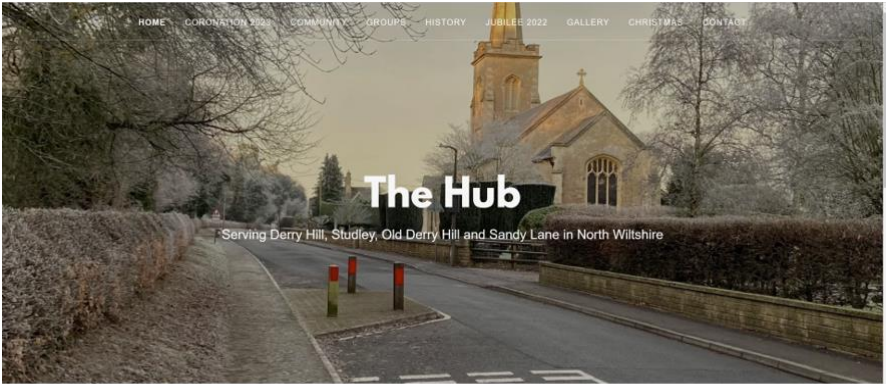 HOME CORONATION 2023 COMMUNITY GROUPS HISTORY JUBILEE 2022 GALLERY CHRISTMAS CONTACT
The Hub
Serving Derry Hill, Studley, Old Derry Hill and Sandy Lane in North Wiltshire